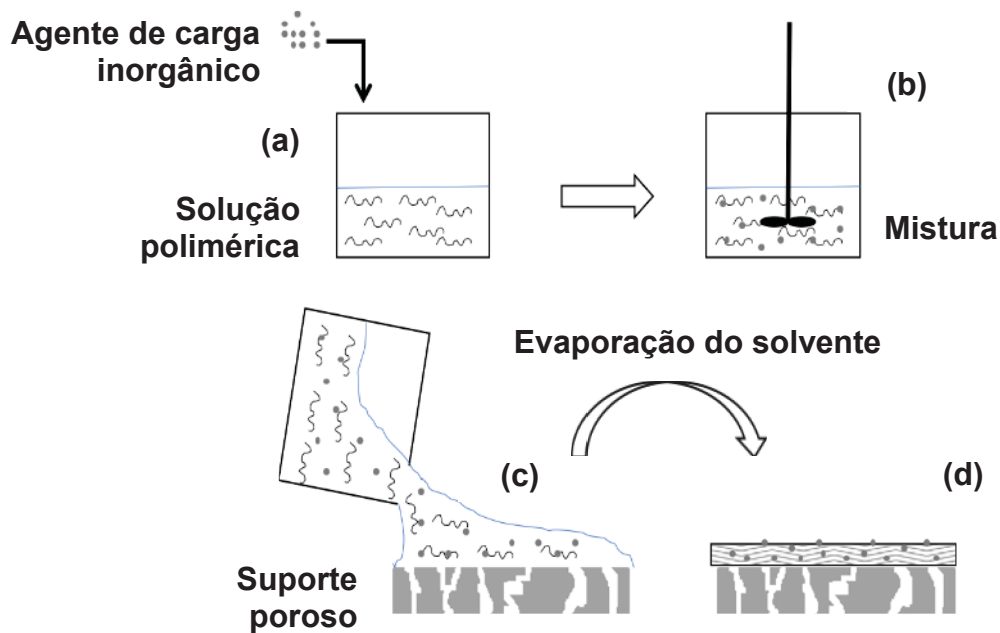 Agente de carga
inorgânico
(a)
Solução
polimérica
(b)
Mistura
Evaporação do solvente
(c)
(d)
Suporte
poroso